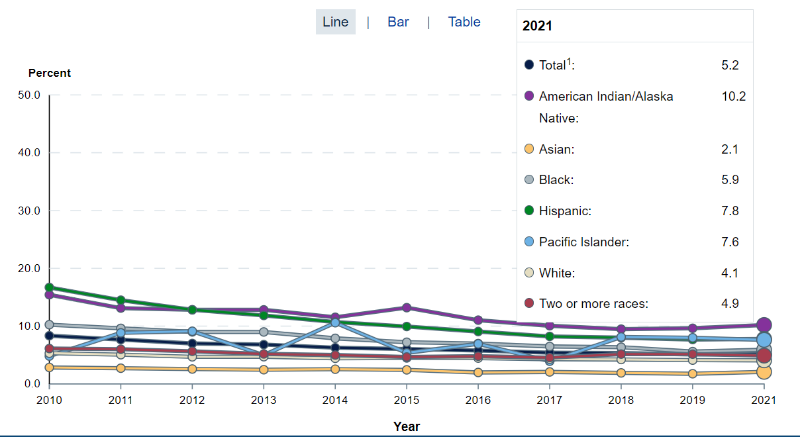 Line | Bar | Table
2021
Total¹: 5.2
American Indian/Alaska 10.2
Native:
Asian: 2.1
Black: 5.9
Hispanic: 7.8
Pacific Islander: 7.6
White: 4.1
Two or more races: 4.9
Percent
50.0
40.0
30.0
20.0
10.0
0.0
2010 2011 2012 2013 2014 2015 2016 2017 2018 2019 2021
Year